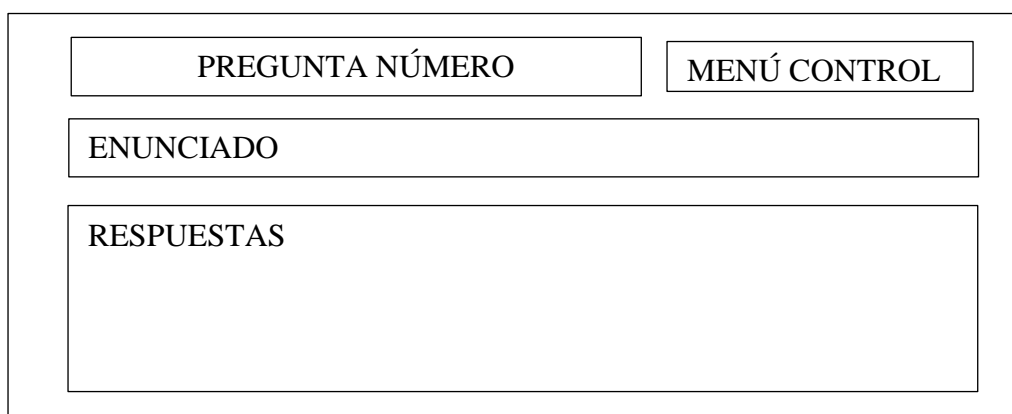 PREGUNTA NÚMERO
MENÚ CONTROL
ENUNCIADO
RESPUESTAS